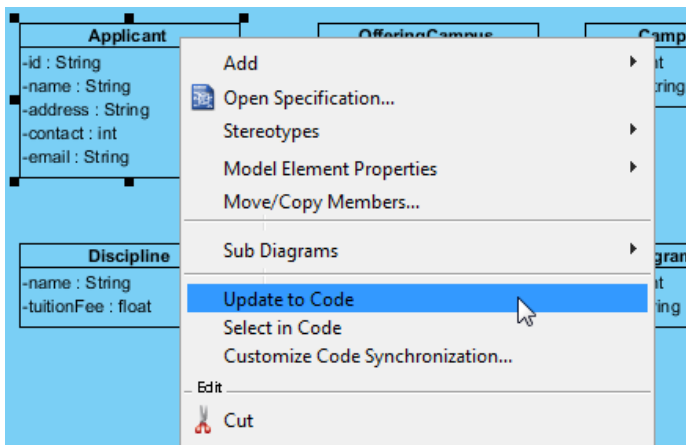 Applicant
-id : String
-name : String
-address : String
-contact : int
-email : String
OfferingCampus
Add
Open Specification...
Stereotypes
Model Element Properties
Move/Copy Members...
Sub Diagrams
Update to Code
Select in Code
Customize Code Synchronization...
Edit
Cut
Discipline
-name : String
-tuitionFee : float